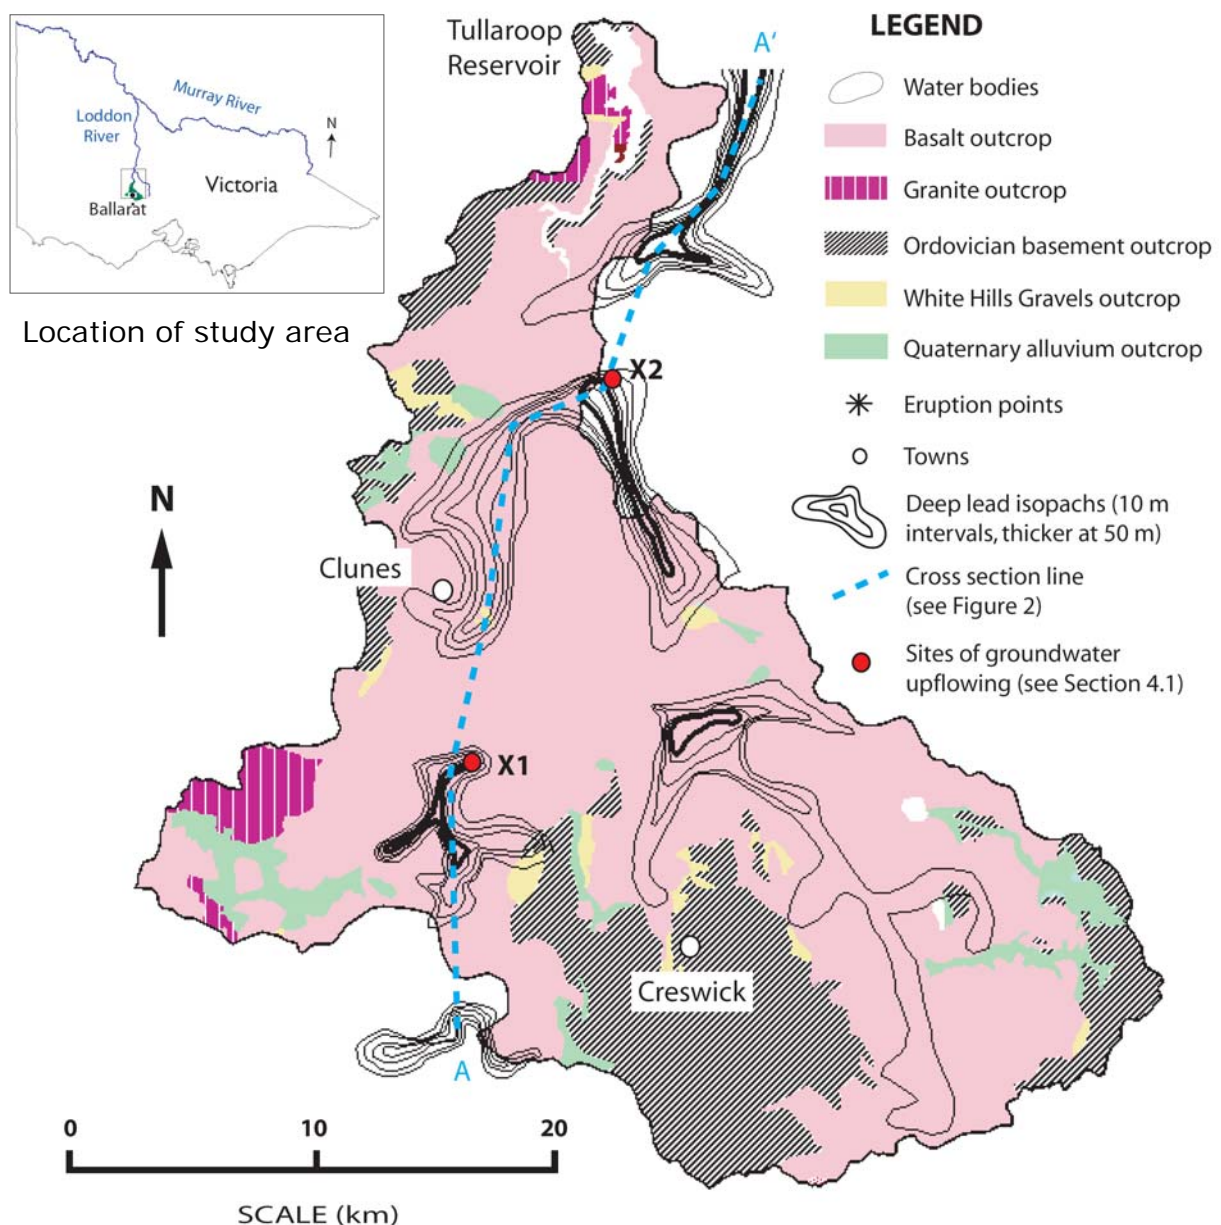 Murray River
Loddon
River
N
Victoria
Ballarat
Location of study area
Tullaroop
Reservoir
A'
X2
N
Clunes
X1
Creswick
A
0 10 20
SCALE (km)
LEGEND
Water bodies
Basalt outcrop
Granite outcrop
Ordovician basement outcrop
White Hills Gravels outcrop
Quaternary alluvium outcrop
Eruption points
Towns
Deep lead isopachs (10 m
intervals, thicker at 50 m)
Cross section line
(see Figure 2)
Sites of groundwater
upflowing (see Section 4.1)